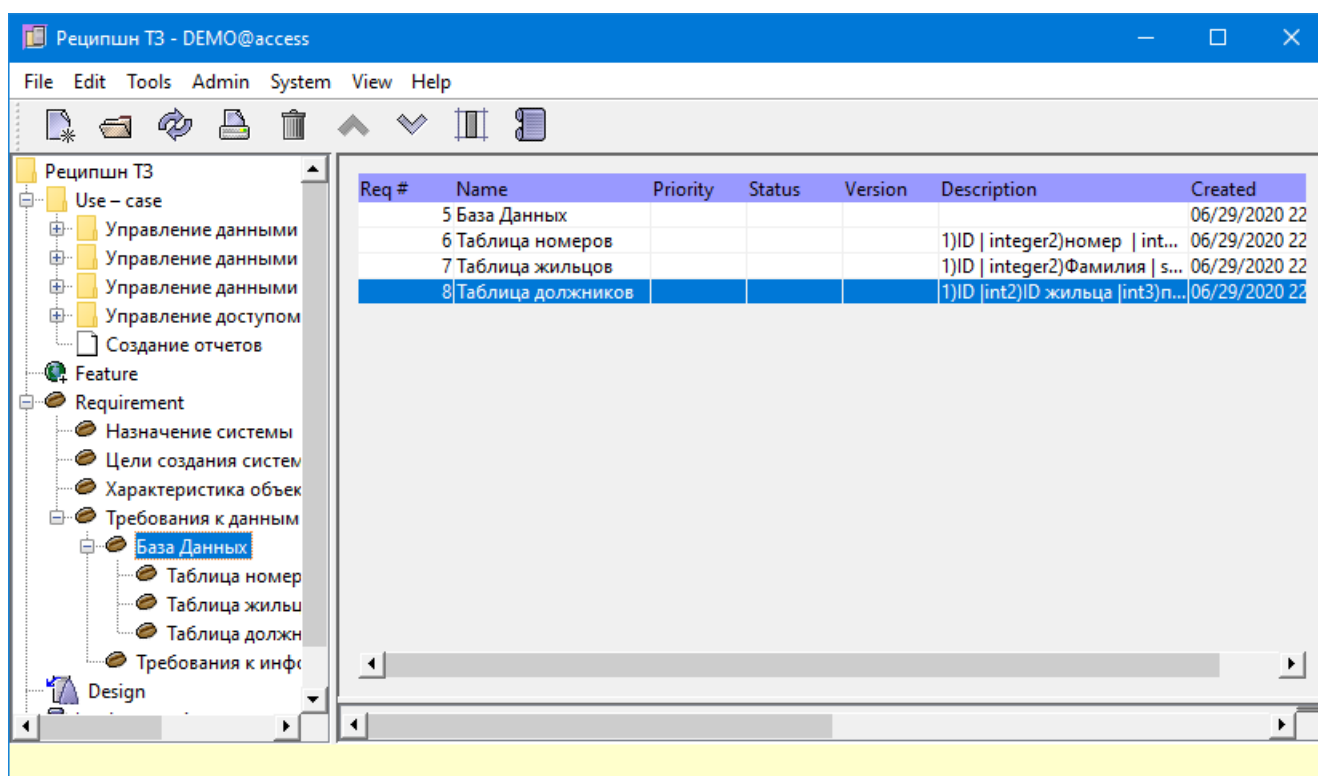 Реципшн ТЗ - DEMO@access
File Edit Tools Admin System View Help
Реципшн ТЗ
Use – case
Управление данными
Управление данными
Управление данными
Управление доступом
Создание отчетов
Feature
Requirement
Назначение системы
Цели создания систем
Характеристика объек
Требования к данным
База Данных
Таблица номер
Таблица жильц
Таблица должн
Требования к инфо
Design
Req # Name Priority Status Version Description Created
5 База Данных 06/29/2020 22
6 Таблица номеров 1)ID | integer2)номер | int... 06/29/2020 22
7 Таблица жильцов 1)ID | integer2)Фамилия | s... 06/29/2020 22
8 Таблица должников 1)ID |int2)ID жильца |int3)п... 06/29/2020 22